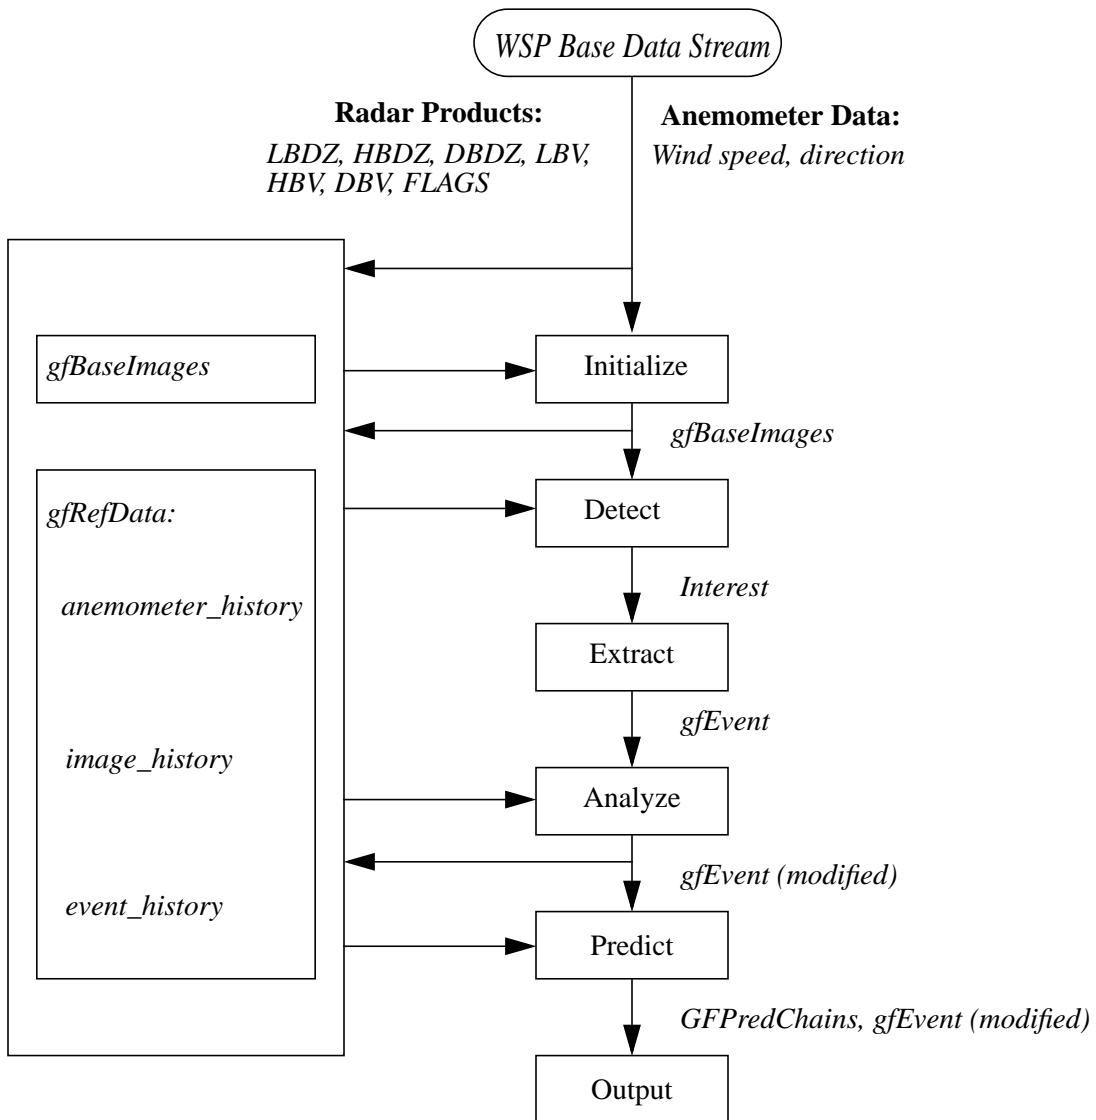 WSP Base Data Stream
Radar Products:
LBDZ, HBDZ, DBDZ, LBV,
HBV, DBV, FLAGS
Anemometer Data:
Wind speed, direction
gfBaseImages
Initialize
gfBaseImages
gfRefData:
Detect
Interest
anemometer_history
Extract
gfEvent
image_history
Analyze
gfEvent (modified)
event_history
Predict
GFPredChains, gfEvent (modified)
Output